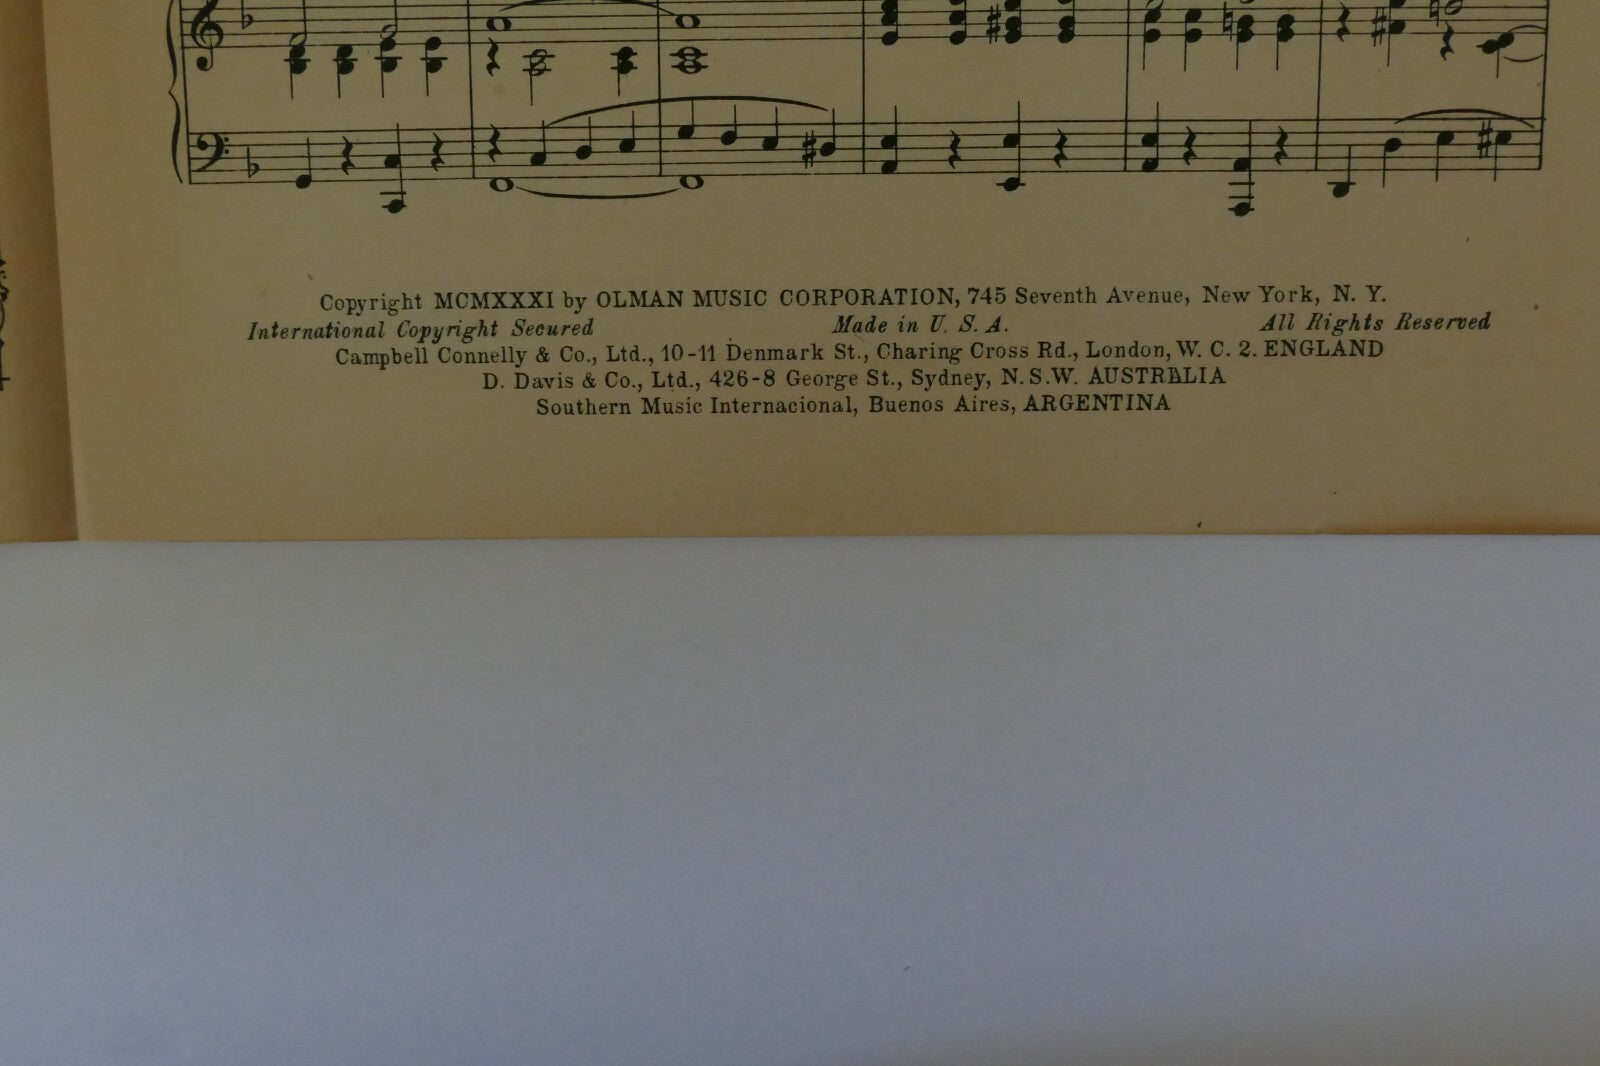 Copyright MCMXXXI by OLMAN MUSIC CORPORATION, 745 Seventh Avenue, New York, N. Y.
International Copyright Secured Made in U. S. A. All Rights Reserved
Campbell Connelly & Co., Ltd., 10-11 Denmark St., Charing Cross Rd., London, W. C. 2. ENGLAND
D. Davis & Co., Ltd., 426-8 George St., Sydney, N.S.W. AUSTRALIA
Southern Music Internacional, Buenos Aires, ARGENTINA